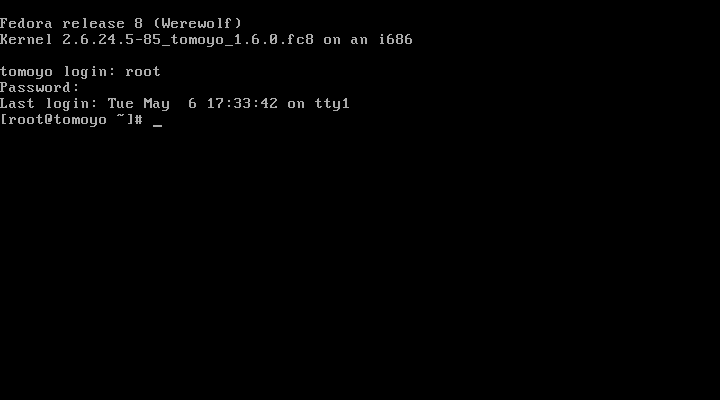 Fedora release 8 (Werewolf)
Kernel 2.6.24.5-85_tomoyo_1.6.0.fc8 on an i686
tomoyo login: root
Password:
Last login: Tue May  6 17:33:42 on tty1
[root@tomoyo ~]# _